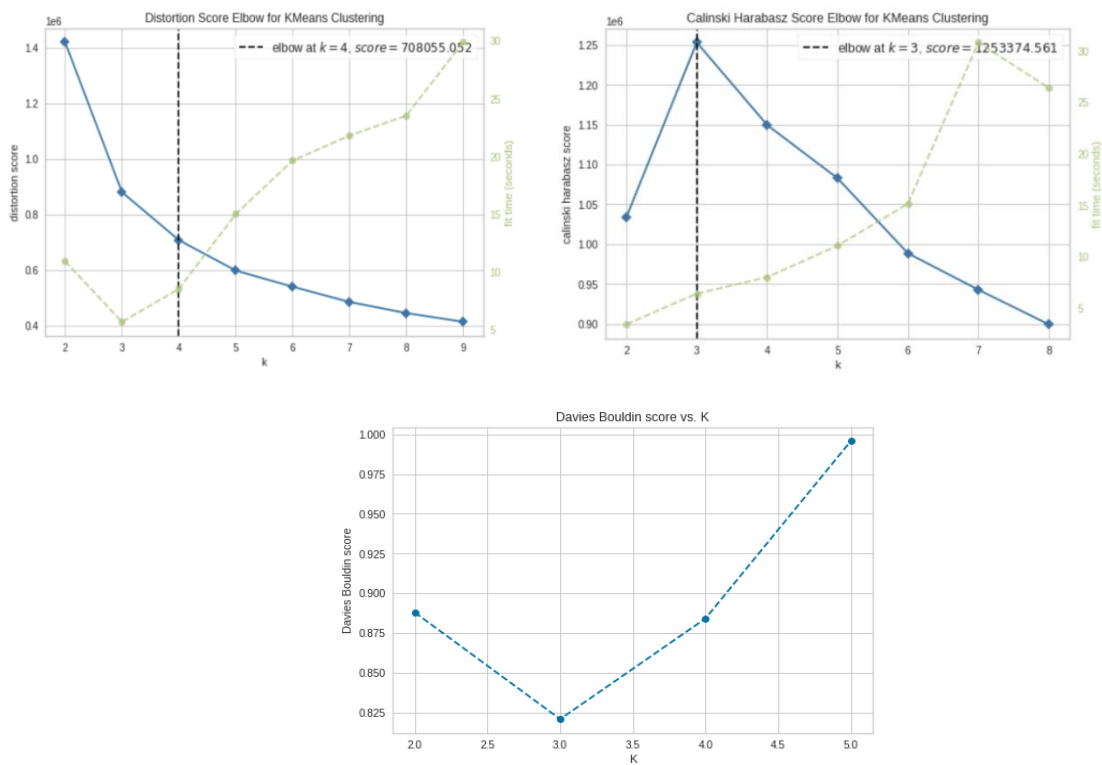 Distortion Score Elbow for KMeans Clustering
1e6
elbow at k = 4, score = 708055.052
1.4
1.2
1.0
0.8
0.6
0.4
distortion score
30
25
20
15
10
5
fit time (seconds)
2 3 4 5 6 7 8 9
k
Calinski Harabasz Score Elbow for KMeans Clustering
1e6
elbow at k = 3, score = 1253374.561
1.25
1.20
1.15
1.10
1.05
1.00
0.95
0.90
calinski harabasz score
30
25
20
15
10
5
fit time (seconds)
2 3 4 5 6 7 8
k
Davies Bouldin score vs. K
1.000
0.975
0.950
0.925
0.900
0.875
0.850
0.825
Davies Bouldin score
2.0 2.5 3.0 3.5 4.0 4.5 5.0
K